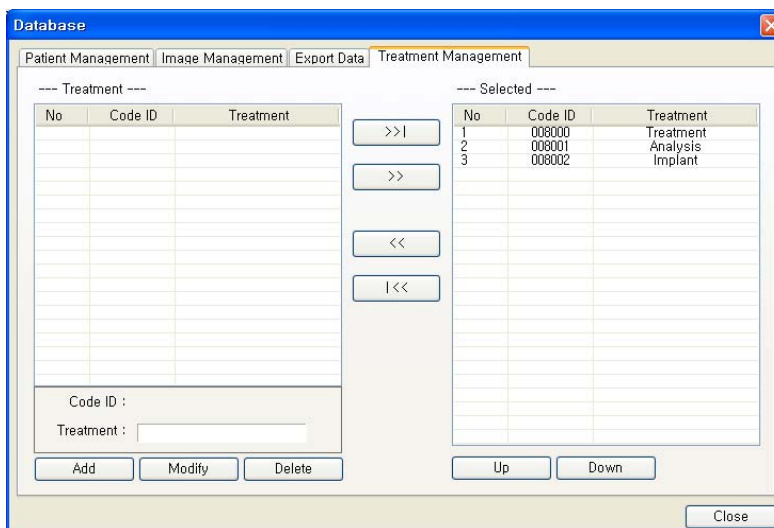 Database
Patient Management Image Management Export Data Treatment Management
--- Treatment ---
No Code ID Treatment
>>|
>>
<<
|<<
Code ID :
Treatment :
Add Modify Delete
--- Selected ---
No Code ID Treatment
1 008000 Treatment
2 008001 Analysis
3 008002 Implant
Up Down
Close